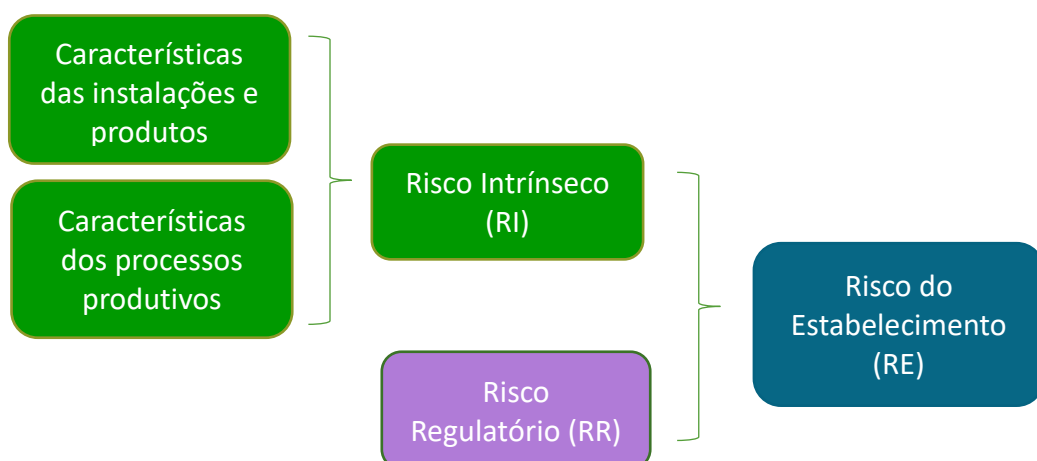 Características
das instalações e
produtos
Características
dos processos
produtivos
Risco Intrínseco
(RI)
Risco
Regulatório (RR)
Risco do
Estabelecimento
(RE)